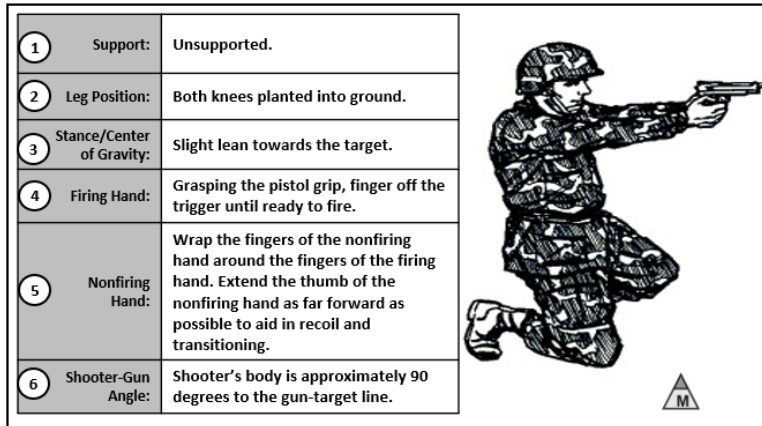 1 Support: Unsupported.
2 Leg Position: Both knees planted into ground.
3 Stance/Center of Gravity: Slight lean towards the target.
4 Firing Hand: Grasping the pistol grip, finger off the
trigger until ready to fire.
5 Nonfiring Hand: Wrap the fingers of the nonfiring
hand around the fingers of the firing
hand. Extend the thumb of the
nonfiring hand as far forward as
possible to aid in recoil and
transitioning.
6 Shooter-Gun Angle: Shooter’s body is approximately 90
degrees to the gun-target line.
M